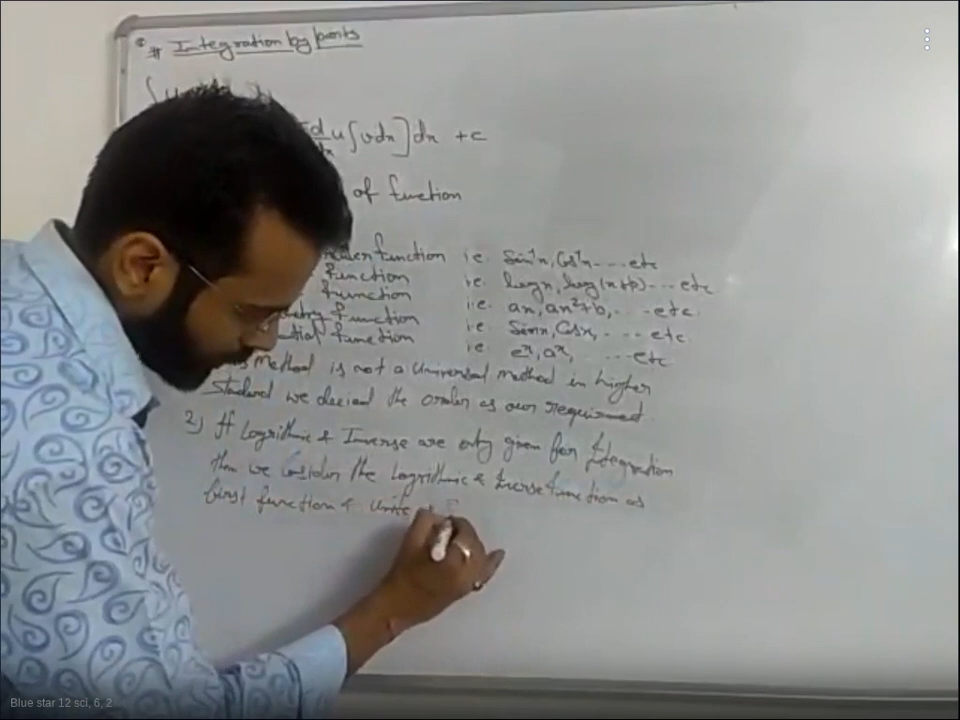 # Integration by parts
∫u
d/dx u ∫vdx] dx + c
of function
function i.e. Sin⁻¹x, Cos⁻¹x .... etc
function i.e. logx, log(x+b) ... etc
function i.e. ax, ax²+b, ... etc.
function i.e. Sinx, Cosx, .... etc
function i.e. eˣ, aˣ, .... etc
Method is not a universal method in higher
Standard we decied the order as our requirement.
2) If Logrithmic & Inverse are only given for Integration
then we consider the Logrithmic & Inverse function as
first function & unite
Blue star 12 sci, 6, 2